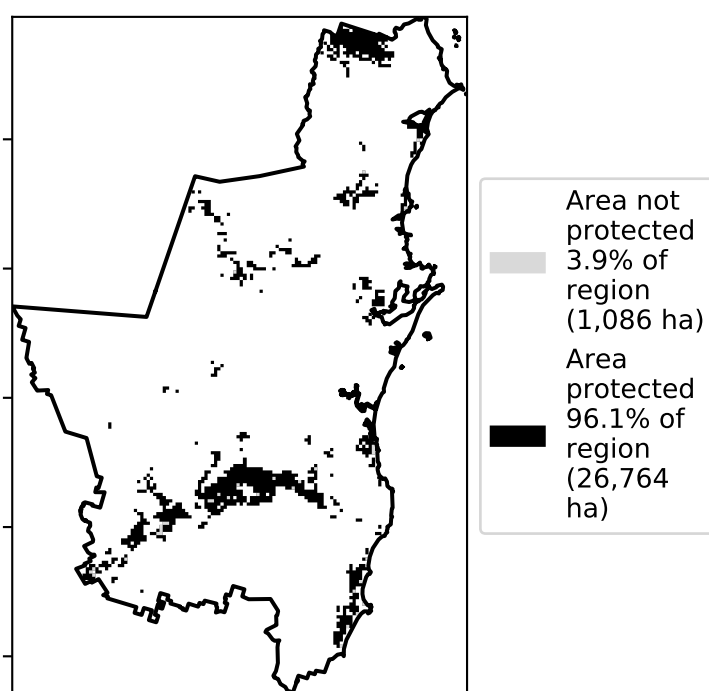 Area not
protected
3.9% of
region
(1,086 ha)
Area
protected
96.1% of
region
(26,764
ha)